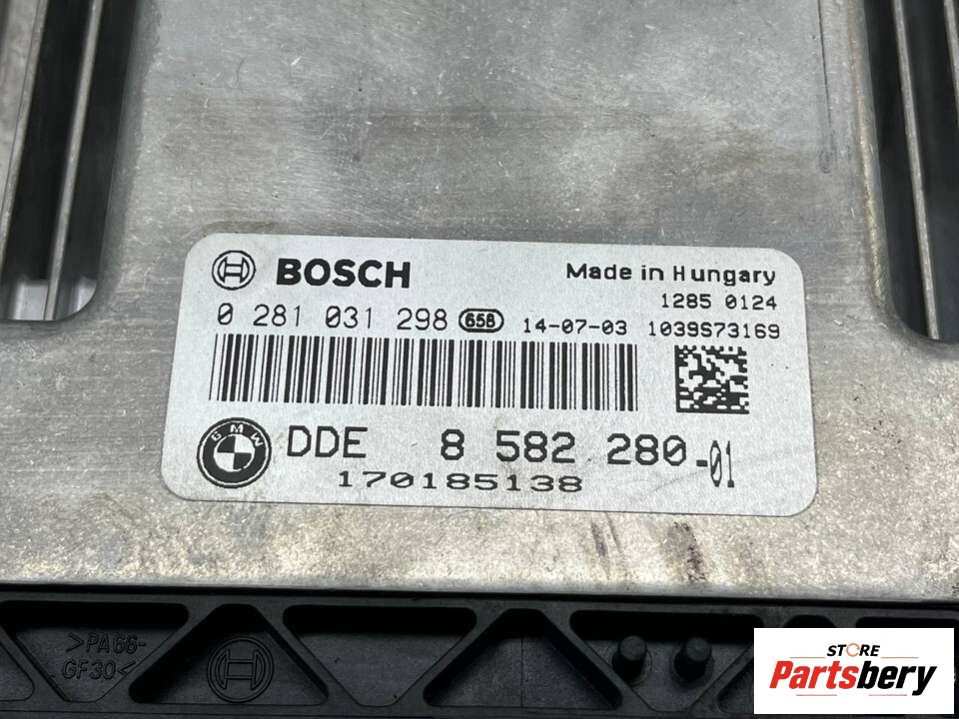 BOSCH
Made in Hungary
1285 0124
0 281 031 298 65B 14-07-03 1039S73169
BMW
DDE 8 582 280-01
170185138
>PA66-
GF30<
STORE
Partsbery